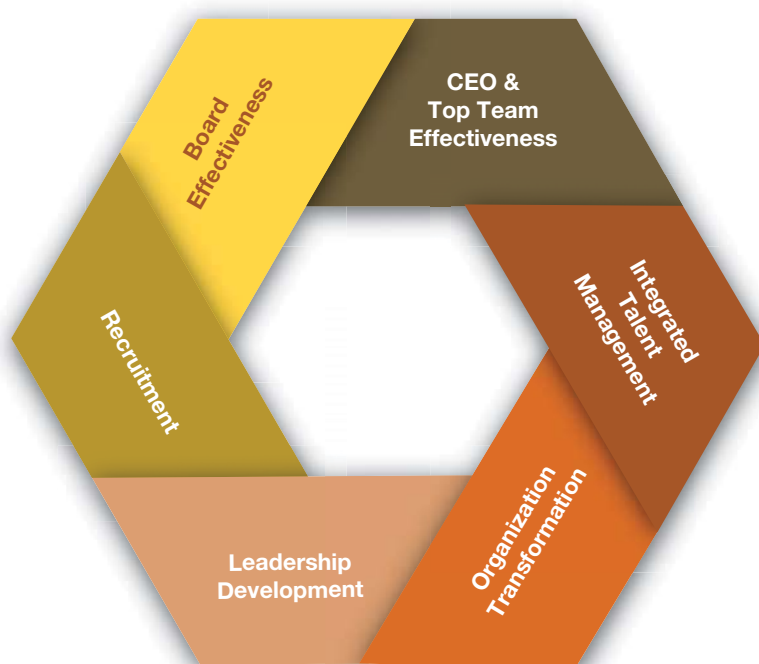 Board
Effectiveness
CEO &
Top Team
Effectiveness
Integrated
Talent
Management
Organization
Transformation
Leadership
Development
Recruitment